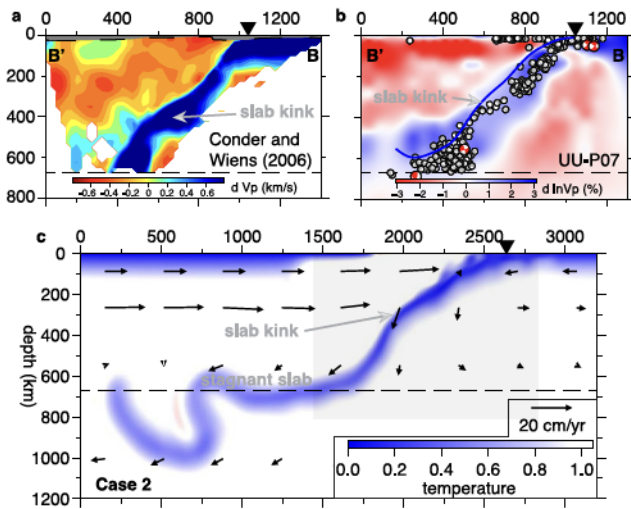 a
b
0 400 800 1200
400 800 1200
0
200
400
600
800
B'
B
B'
B
slab kink
slab kink
Conder and
Wiens (2006)
UU-P07
-0.6 -0.4 -0.2 0 0.2 0.4 0.6
d Vp (km/s)
−3 −2 −1 0 1 2 3
d lnVp (%)
c
0 500 1000 1500 2000 2500 3000
0
200
400
600
800
1000
1200
depth (km)
slab kink
stagnant slab
20 cm/yr
Case 2
0.0 0.2 0.4 0.6 0.8 1.0
temperature